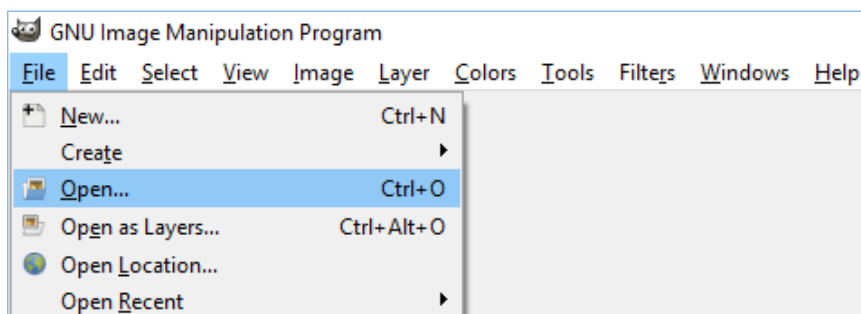 GNU Image Manipulation Program
File Edit Select View Image Layer Colors Tools Filters Windows Help
New... Ctrl+N
Create
Open... Ctrl+O
Open as Layers... Ctrl+Alt+O
Open Location...
Open Recent